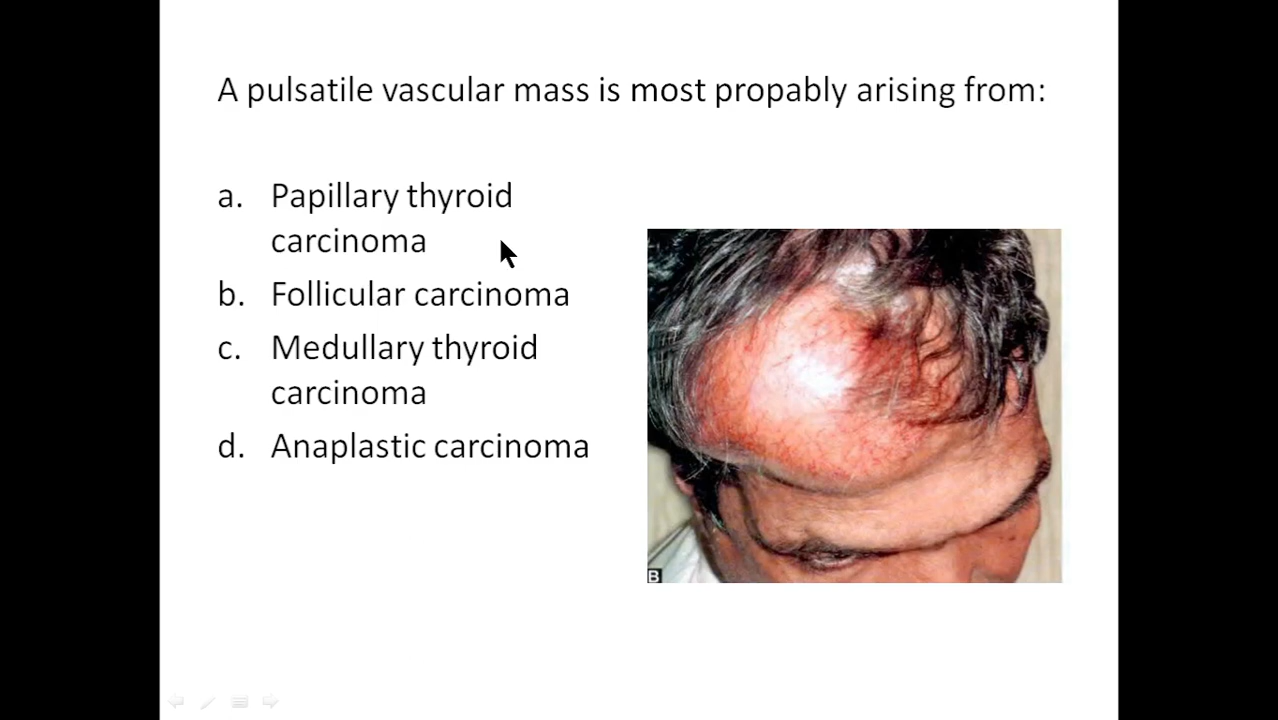 A pulsatile vascular mass is most propably arising from:
a. Papillary thyroid
carcinoma
b. Follicular carcinoma
c. Medullary thyroid
carcinoma
d. Anaplastic carcinoma
B